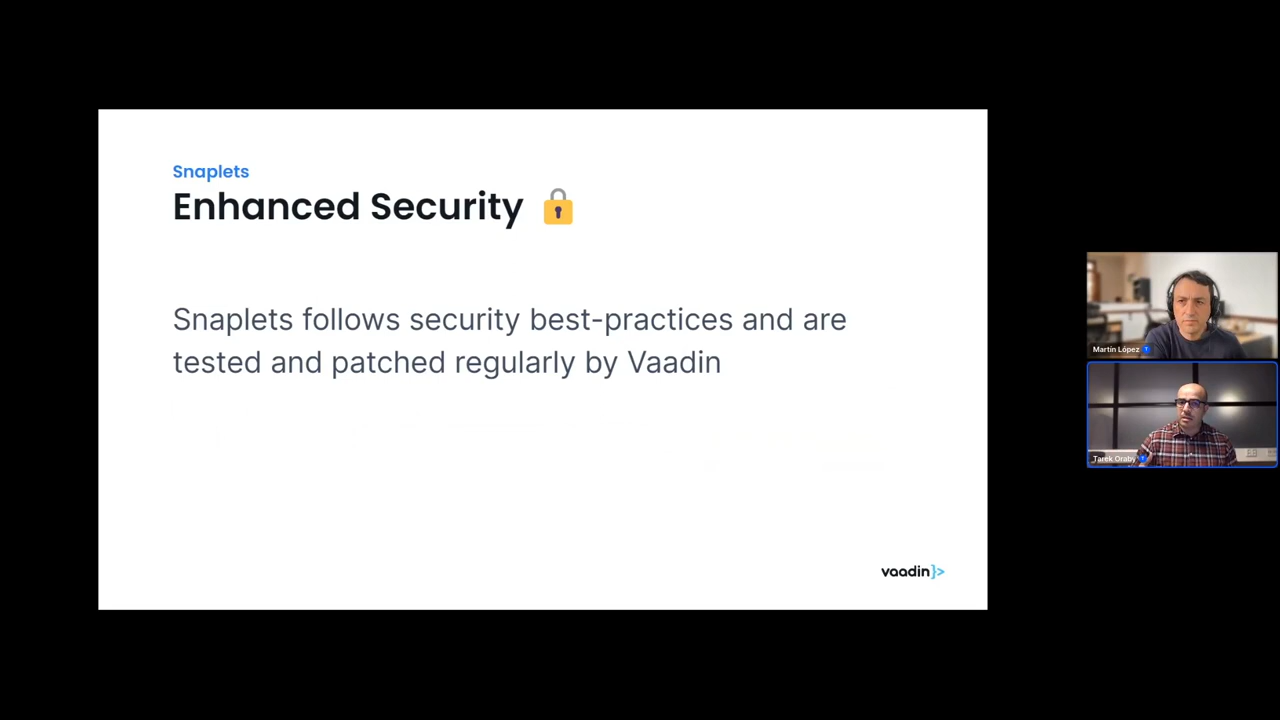 Snaplets
Enhanced Security
Snaplets follows security best-practices and are
tested and patched regularly by Vaadin
vaadin}>
Martín López
Tarek Oraby